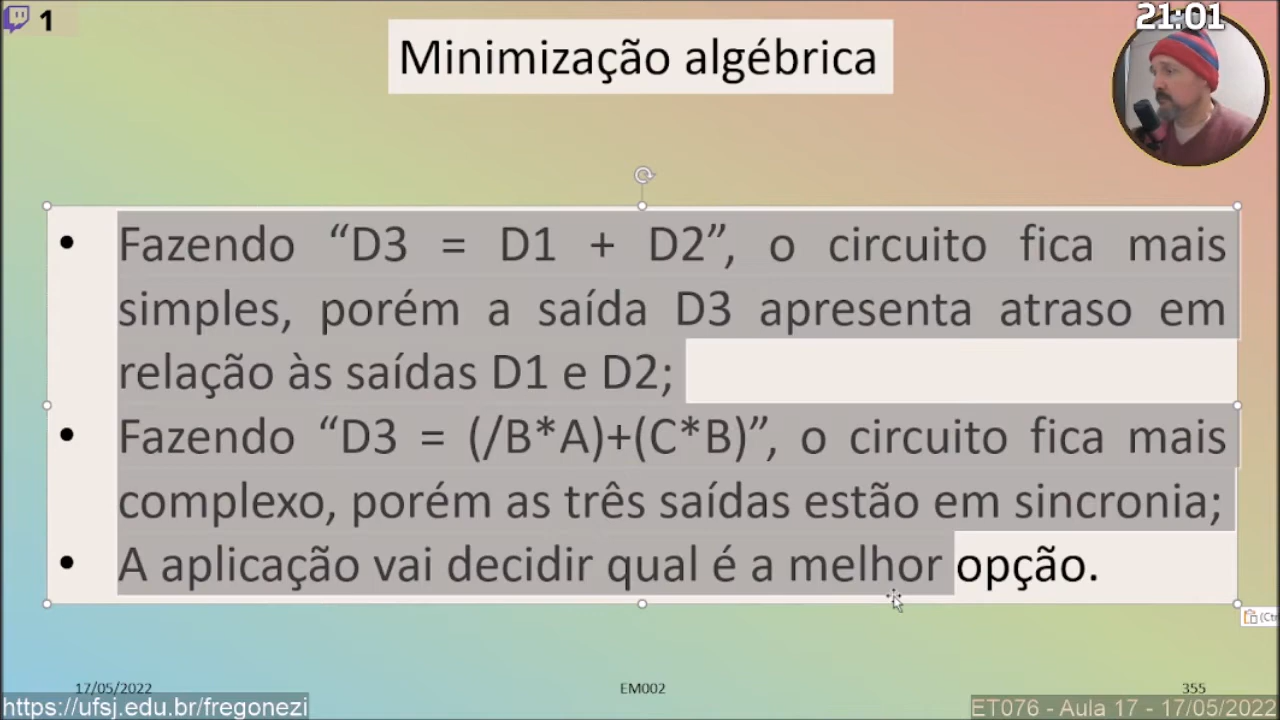 1
21:01
Minimização algébrica
• Fazendo “D3 = D1 + D2”, o circuito fica mais
simples, porém a saída D3 apresenta atraso em
relação às saídas D1 e D2;
• Fazendo “D3 = (/B*A)+(C*B)”, o circuito fica mais
complexo, porém as três saídas estão em sincronia;
• A aplicação vai decidir qual é a melhor opção.
(Ctr
17/05/2022
EM002
355
https://ufsj.edu.br/fregonezi
ET076 - Aula 17 - 17/05/2022